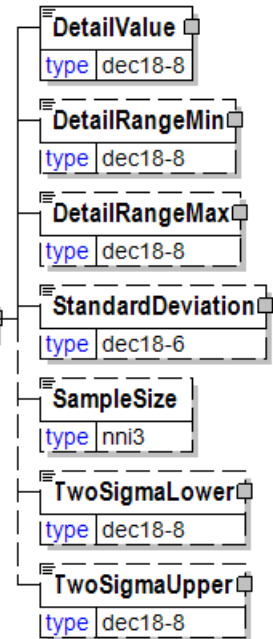 DetailValue
type dec18-8
DetailRangeMin
type dec18-8
DetailRangeMax
type dec18-8
StandardDeviation
type dec18-6
SampleSize
type nni3
TwoSigmaLower
type dec18-8
TwoSigmaUpper
type dec18-8